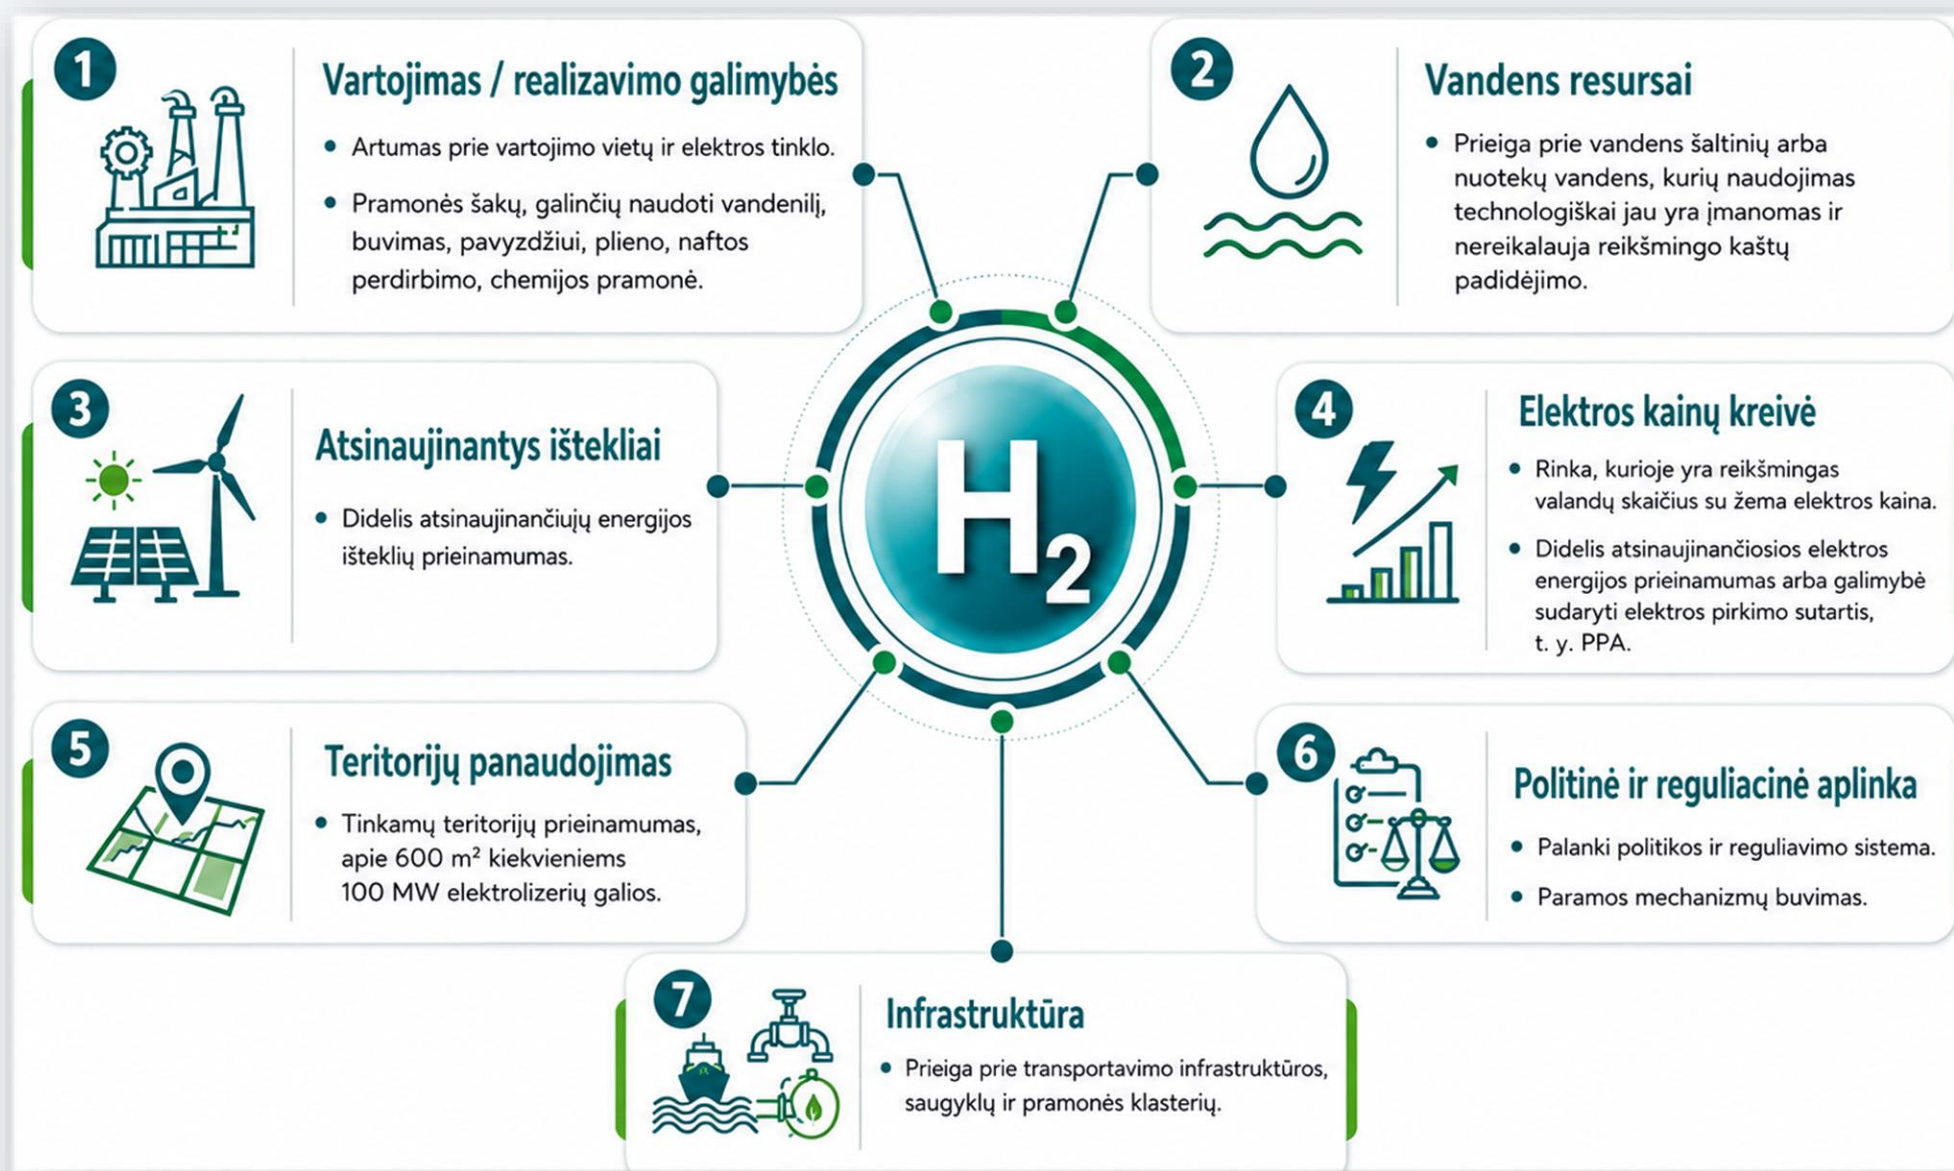 1
Vartojimas / realizavimo galimybės
• Artumas prie vartojimo vietų ir elektros tinklo.
• Pramonės šakų, galinčių naudoti vandenilį,
buvimas, pavyzdžiui, plieno, naftos
perdirbimo, chemijos pramonė.
2
Vandens resursai
• Prieiga prie vandens šaltinių arba
nuotekų vandens, kurių naudojimas
technologiškai jau yra įmanomas ir
nereikalauja reikšmingo kaštų
padidėjimo.
3
Atsinaujinantys ištekliai
• Didelis atsinaujinančiųjų energijos
išteklių prieinamumas.
H₂
4
Elektros kainų kreivė
• Rinka, kurioje yra reikšmingas
valandų skaičius su žema elektros kaina.
• Didelis atsinaujinančiosios elektros
energijos prieinamumas arba galimybė
sudaryti elektros pirkimo sutartis,
t. y. PPA.
5
Teritorijų panaudojimas
• Tinkamų teritorijų prieinamumas,
apie 600 m² kiekvieniems
100 MW elektrolizerių galios.
6
Politinė ir reguliacinė aplinka
• Palanki politikos ir reguliavimo sistema.
• Paramos mechanizmų buvimas.
7
Infrastruktūra
• Prieiga prie transportavimo infrastruktūros,
saugyklų ir pramonės klasterių.